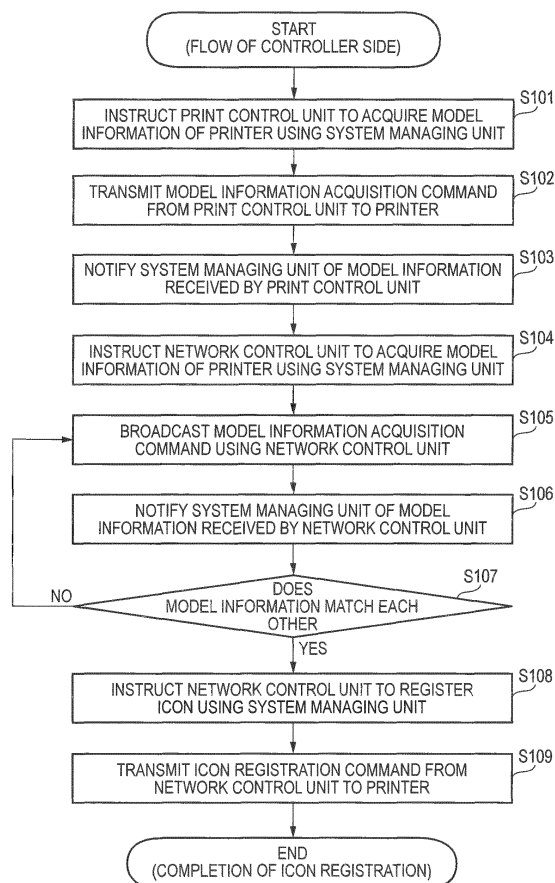 START
(FLOW OF CONTROLLER SIDE)
S101
INSTRUCT PRINT CONTROL UNIT TO ACQUIRE MODEL
INFORMATION OF PRINTER USING SYSTEM MANAGING UNIT
S102
TRANSMIT MODEL INFORMATION ACQUISITION COMMAND
FROM PRINT CONTROL UNIT TO PRINTER
S103
NOTIFY SYSTEM MANAGING UNIT OF MODEL INFORMATION
RECEIVED BY PRINT CONTROL UNIT
S104
INSTRUCT NETWORK CONTROL UNIT TO ACQUIRE MODEL
INFORMATION OF PRINTER USING SYSTEM MANAGING UNIT
S105
BROADCAST MODEL INFORMATION ACQUISITION
COMMAND USING NETWORK CONTROL UNIT
S106
NOTIFY SYSTEM MANAGING UNIT OF MODEL
INFORMATION RECEIVED BY NETWORK CONTROL UNIT
S107
DOES
MODEL INFORMATION MATCH EACH
OTHER
NO
YES
S108
INSTRUCT NETWORK CONTROL UNIT TO REGISTER
ICON USING SYSTEM MANAGING UNIT
S109
TRANSMIT ICON REGISTRATION COMMAND FROM
NETWORK CONTROL UNIT TO PRINTER
END
(COMPLETION OF ICON REGISTRATION)